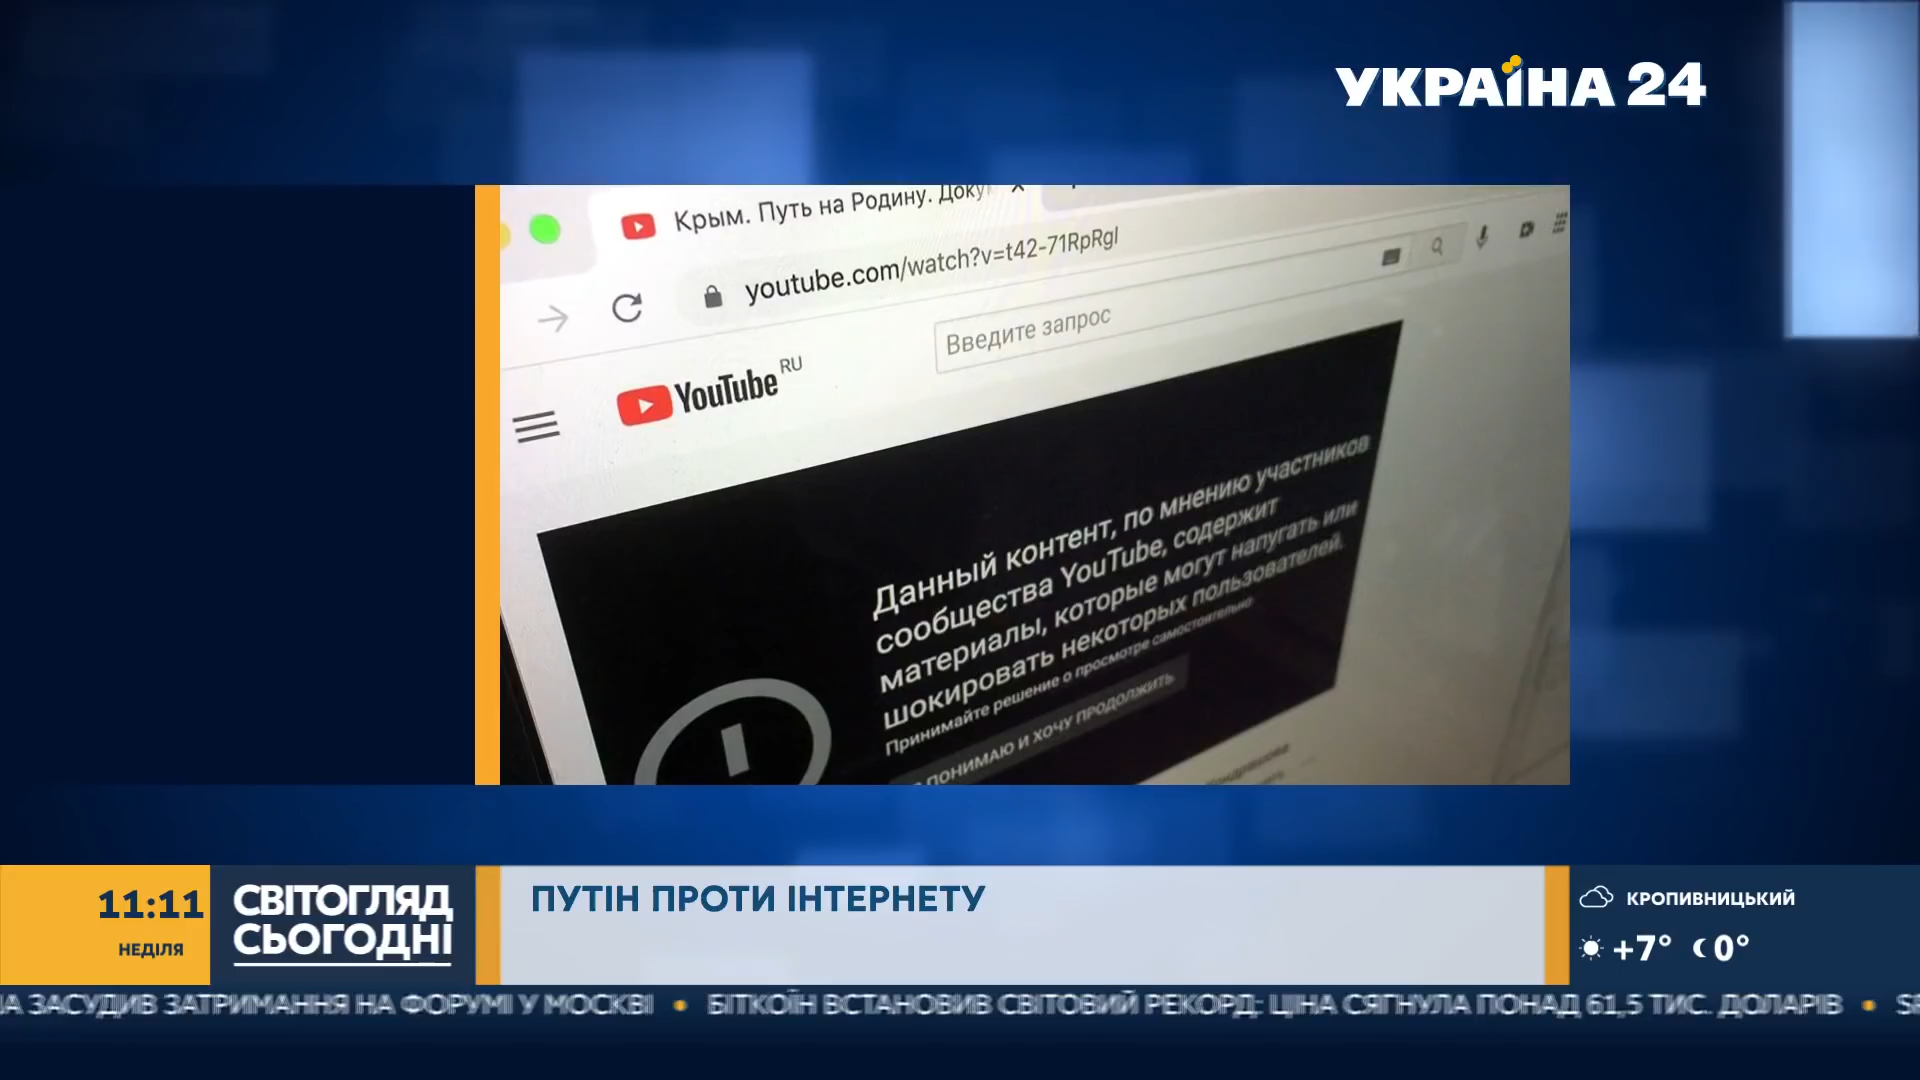 УКРАЇНА 24
Крым. Путь на Родину. Доку
youtube.com/watch?v=t42-71RpRgI
YouTube RU
Введите запрос
Данный контент, по мнению участников
сообщества YouTube, содержит
материалы, которые могут напугать или
шокировать некоторых пользователей.
Принимайте решение о просмотре самостоятельно
ПОНИМАЮ И ХОЧУ ПРОДОЛЖИТЬ
11:11
НЕДІЛЯ
СВІТОГЛЯД
СЬОГОДНІ
ПУТІН ПРОТИ ІНТЕРНЕТУ
КРОПИВНИЦЬКИЙ
+7° 0°
НА ЗАСУДИВ ЗАТРИМАННЯ НА ФОРУМІ У МОСКВІ • БІТКОЇН ВСТАНОВИВ СВІТОВИЙ РЕКОРД: ЦІНА СЯГНУЛА ПОНАД 61,5 ТИС. ДОЛАРІВ •